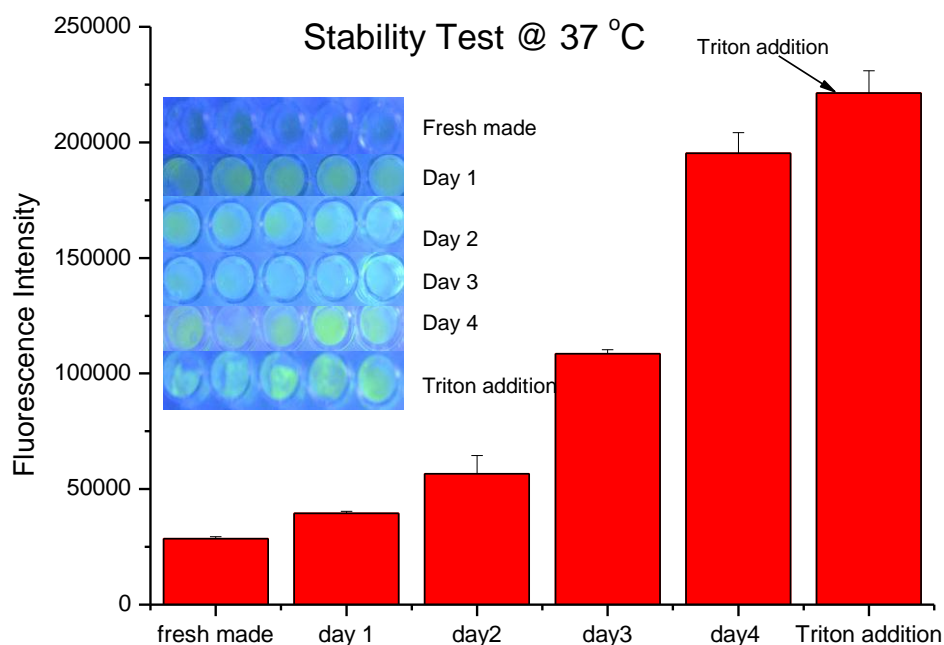 Stability Test @ 37 °C
Triton addition
Fresh made
Day 1
Day 2
Dav 3
Day 4
Triton addition
Fluorescence Intensity
250000
200000
150000
100000
50000
0
fresh made day 1 day2 day3 day4 Triton addition